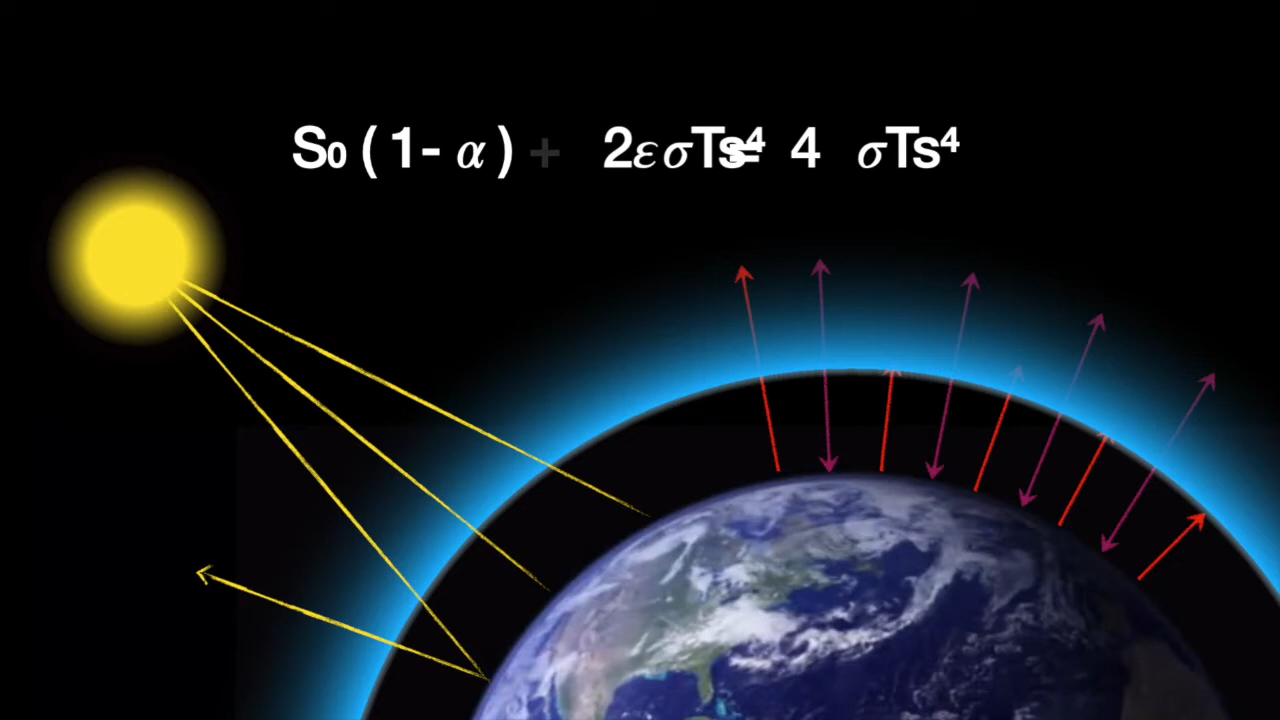 S₀ ( 1- α ) + 2εσTs⁴ = 4 σTs⁴